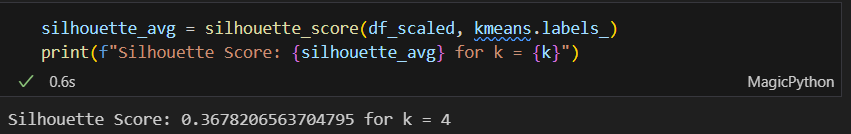 silhouette_avg = silhouette_score(df_scaled, kmeans.labels_)
print(f"Silhouette Score: {silhouette_avg} for k = {k}")
0.6s
MagicPython
Silhouette Score: 0.3678206563704795 for k = 4